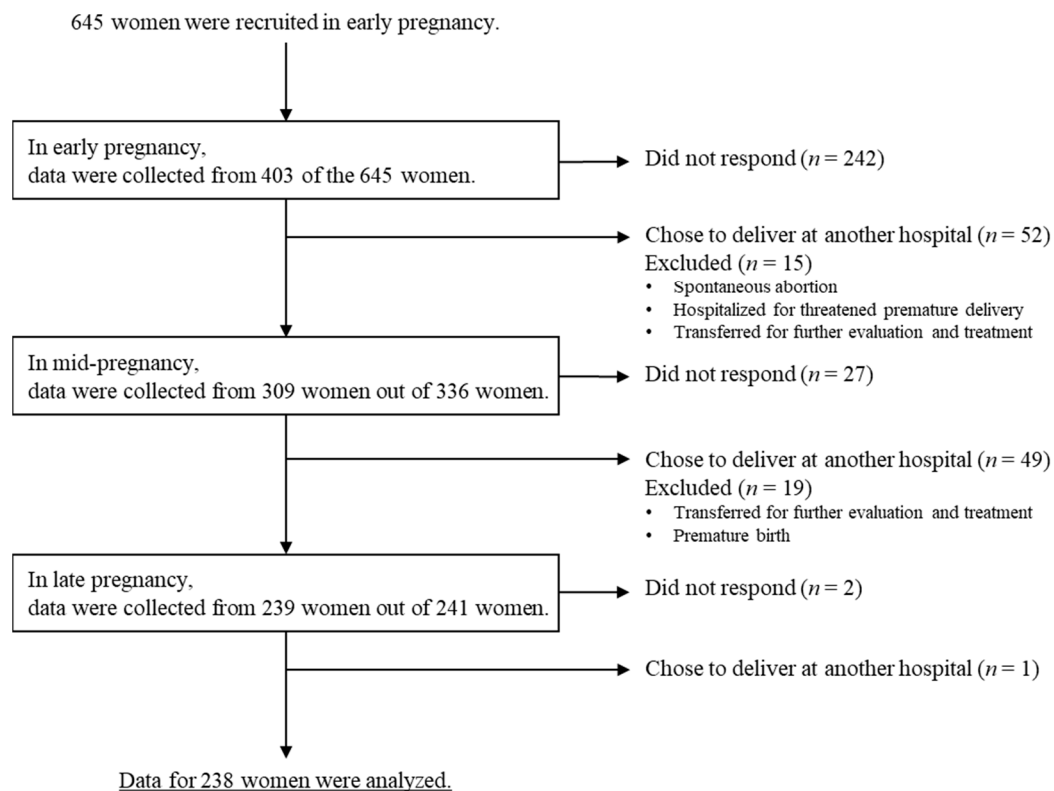 645 women were recruited in early pregnancy.
In early pregnancy,
data were collected from 403 of the 645 women.
Did not respond (n = 242)
Chose to deliver at another hospital (n = 52)
Excluded (n = 15)
• Spontaneous abortion
• Hospitalized for threatened premature delivery
• Transferred for further evaluation and treatment
In mid-pregnancy,
data were collected from 309 women out of 336 women.
Did not respond (n = 27)
Chose to deliver at another hospital (n = 49)
Excluded (n = 19)
• Transferred for further evaluation and treatment
• Premature birth
In late pregnancy,
data were collected from 239 women out of 241 women.
Did not respond (n = 2)
Chose to deliver at another hospital (n = 1)
Data for 238 women were analyzed.